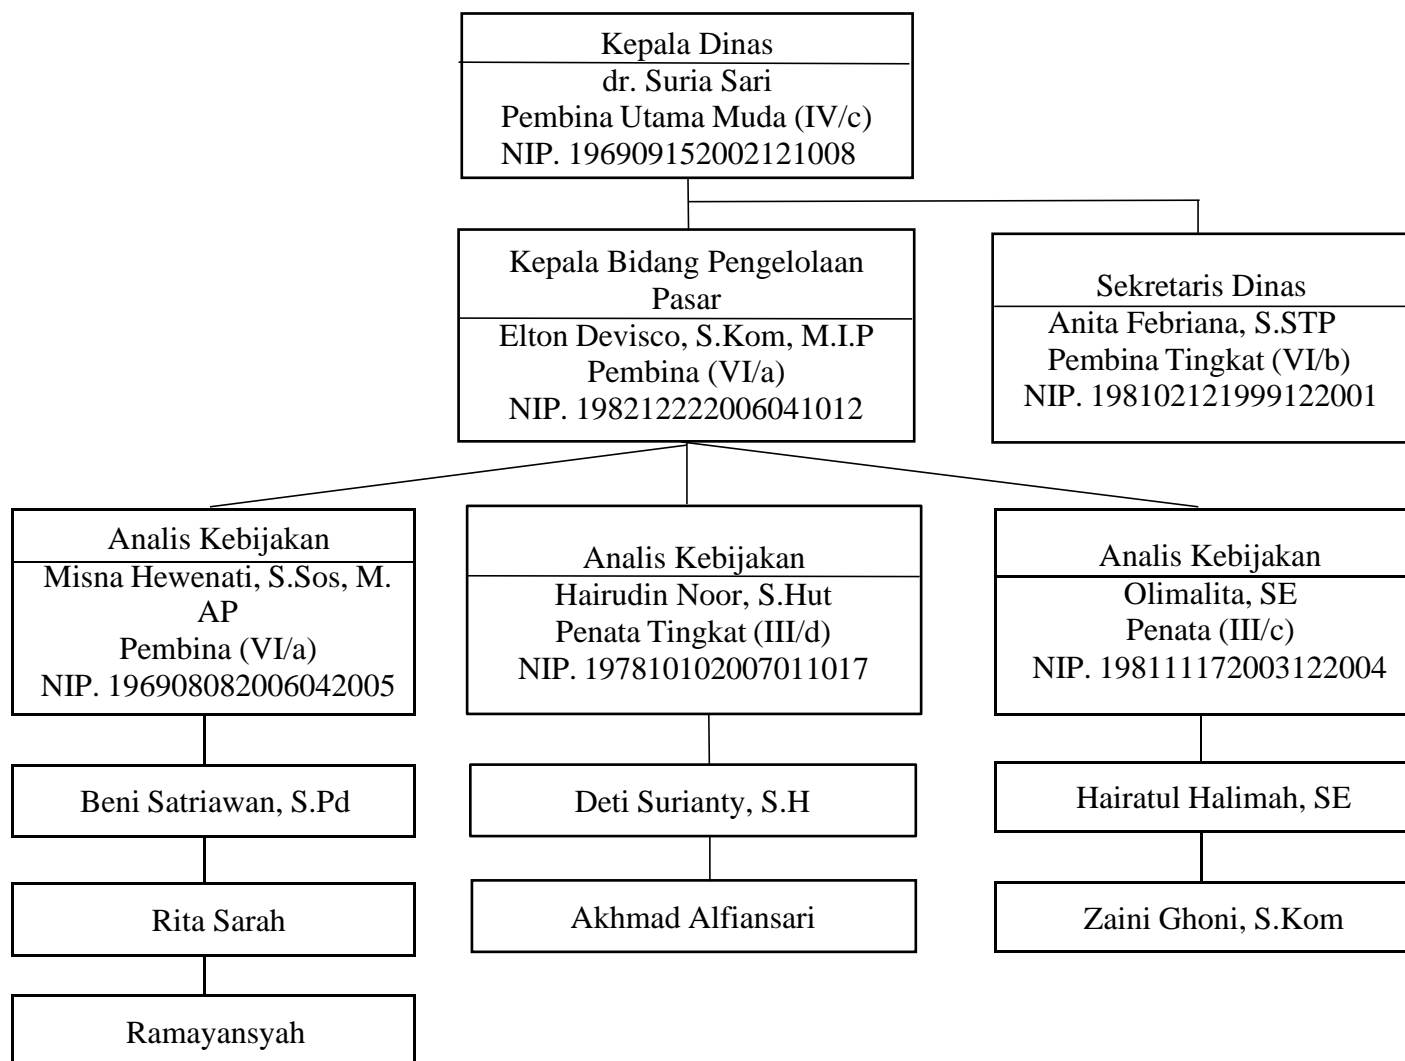 Kepala Dinas
dr. Suria Sari
Pembina Utama Muda (IV/c)
NIP. 196909152002121008
Kepala Bidang Pengelolaan
Pasar
Elton Devisco, S.Kom, M.I.P
Pembina (VI/a)
NIP. 198212222006041012
Sekretaris Dinas
Anita Febriana, S.STP
Pembina Tingkat (VI/b)
NIP. 198102121999122001
Analis Kebijakan
Misna Hewenati, S.Sos, M.
AP
Pembina (VI/a)
NIP. 196908082006042005
Analis Kebijakan
Hairudin Noor, S.Hut
Penata Tingkat (III/d)
NIP. 197810102007011017
Analis Kebijakan
Olimalita, SE
Penata (III/c)
NIP. 198111172003122004
Beni Satriawan, S.Pd
Deti Surianty, S.H
Hairatul Halimah, SE
Rita Sarah
Akhmad Alfiansari
Zaini Ghoni, S.Kom
Ramayansyah